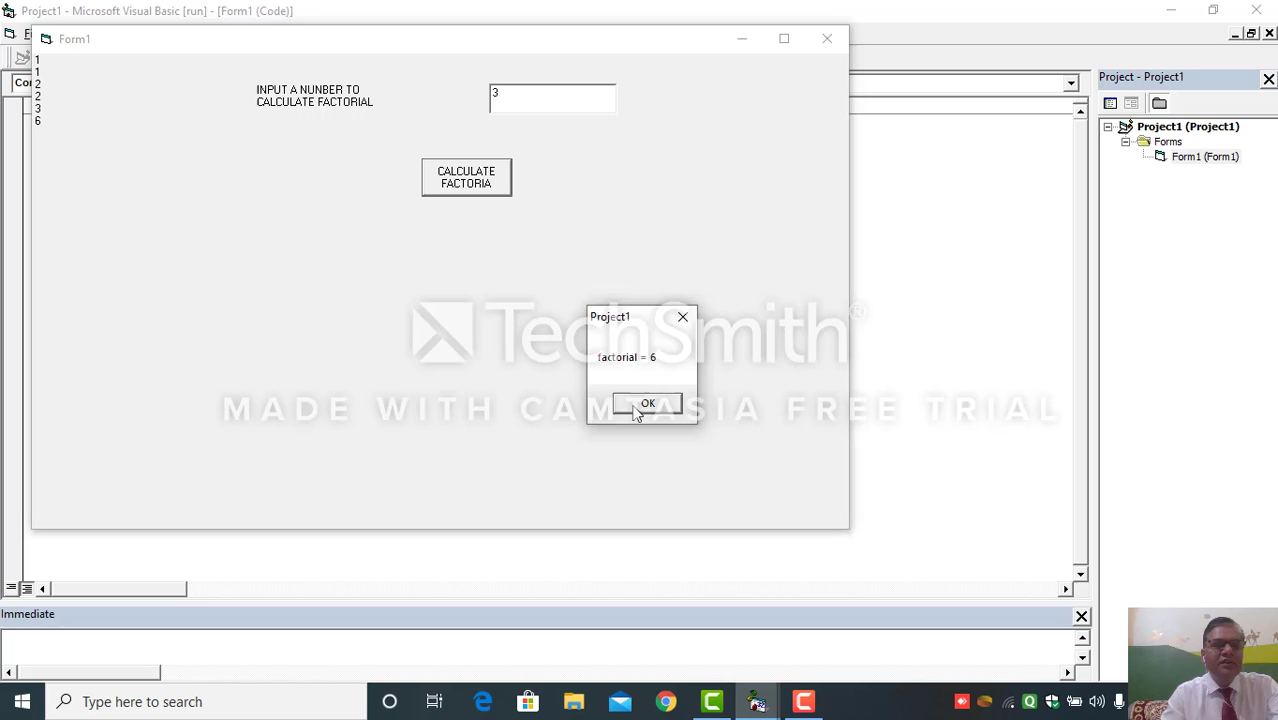 Project1 - Microsoft Visual Basic [run] - [Form1 (Code)]
Form1
1
1
2
2
3
6
INPUT A NUNBER TO
CALCULATE FACTORIAL
3
CALCULATE
FACTORIA
Project1
factorial = 6
OK
TechSmith®
MADE WITH CAMTASIA FREE TRIAL
Project - Project1
Project1 (Project1)
Forms
Form1 (Form1)
Immediate
Type here to search